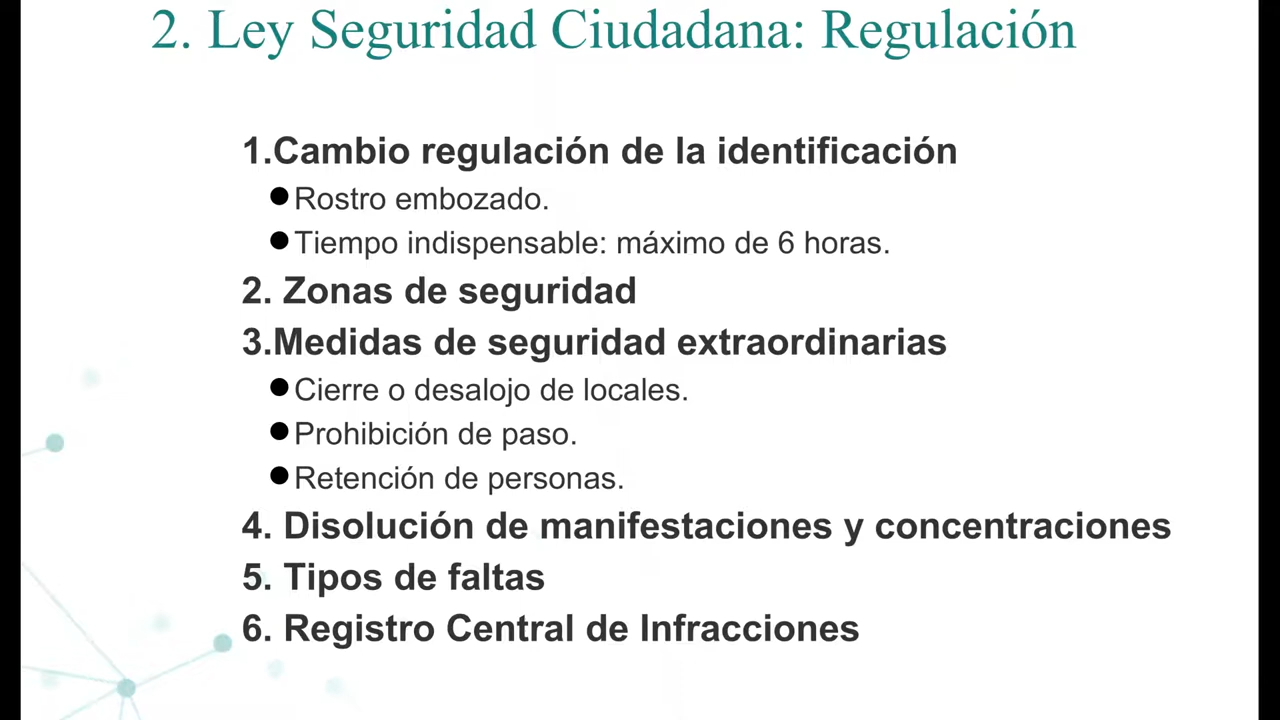 2. Ley Seguridad Ciudadana: Regulación
1.Cambio regulación de la identificación
●Rostro embozado.
●Tiempo indispensable: máximo de 6 horas.
2. Zonas de seguridad
3.Medidas de seguridad extraordinarias
●Cierre o desalojo de locales.
●Prohibición de paso.
●Retención de personas.
4. Disolución de manifestaciones y concentraciones
5. Tipos de faltas
6. Registro Central de Infracciones